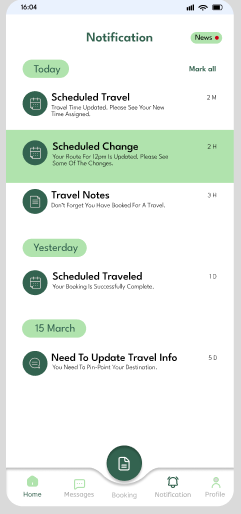 16:04
Notification
News
Today
Mark all
Scheduled Travel
2 M
Travel Time Updated. Please See Your New
Time Assigned.
Scheduled Change
2 H
Your Route For 12pm Is Updated. Please See
Some Of The Changes.
Travel Notes
3 H
Don't Forget You Have Booked For A Travel.
Yesterday
Scheduled Traveled
1 D
Your Booking Is Successfully Complete.
15 March
Need To Update Travel Info
5 D
You Need To Pin-Point Your Destination.
Home
Messages
Booking
Notification
Profile